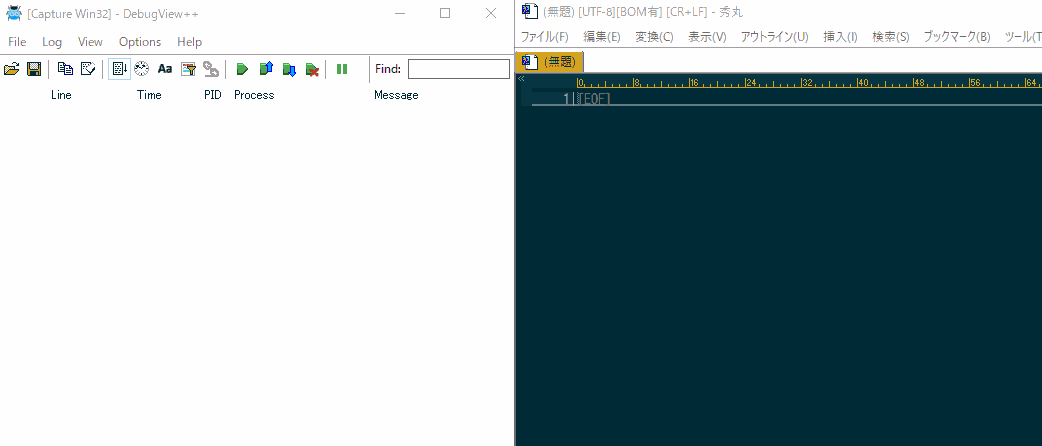 [Capture Win32] - DebugView++
File Log View Options Help
Aa Find:
Line Time PID Process Message
(無題) [UTF-8][BOM有] [CR+LF] - 秀丸
ファイル(F) 編集(E) 変換(C) 表示(V) アウトライン(U) 挿入(I) 検索(S) ブックマーク(B) ツール(T
(無題)
0 8 16 24 32 40 48 56 64
1 [EOF]